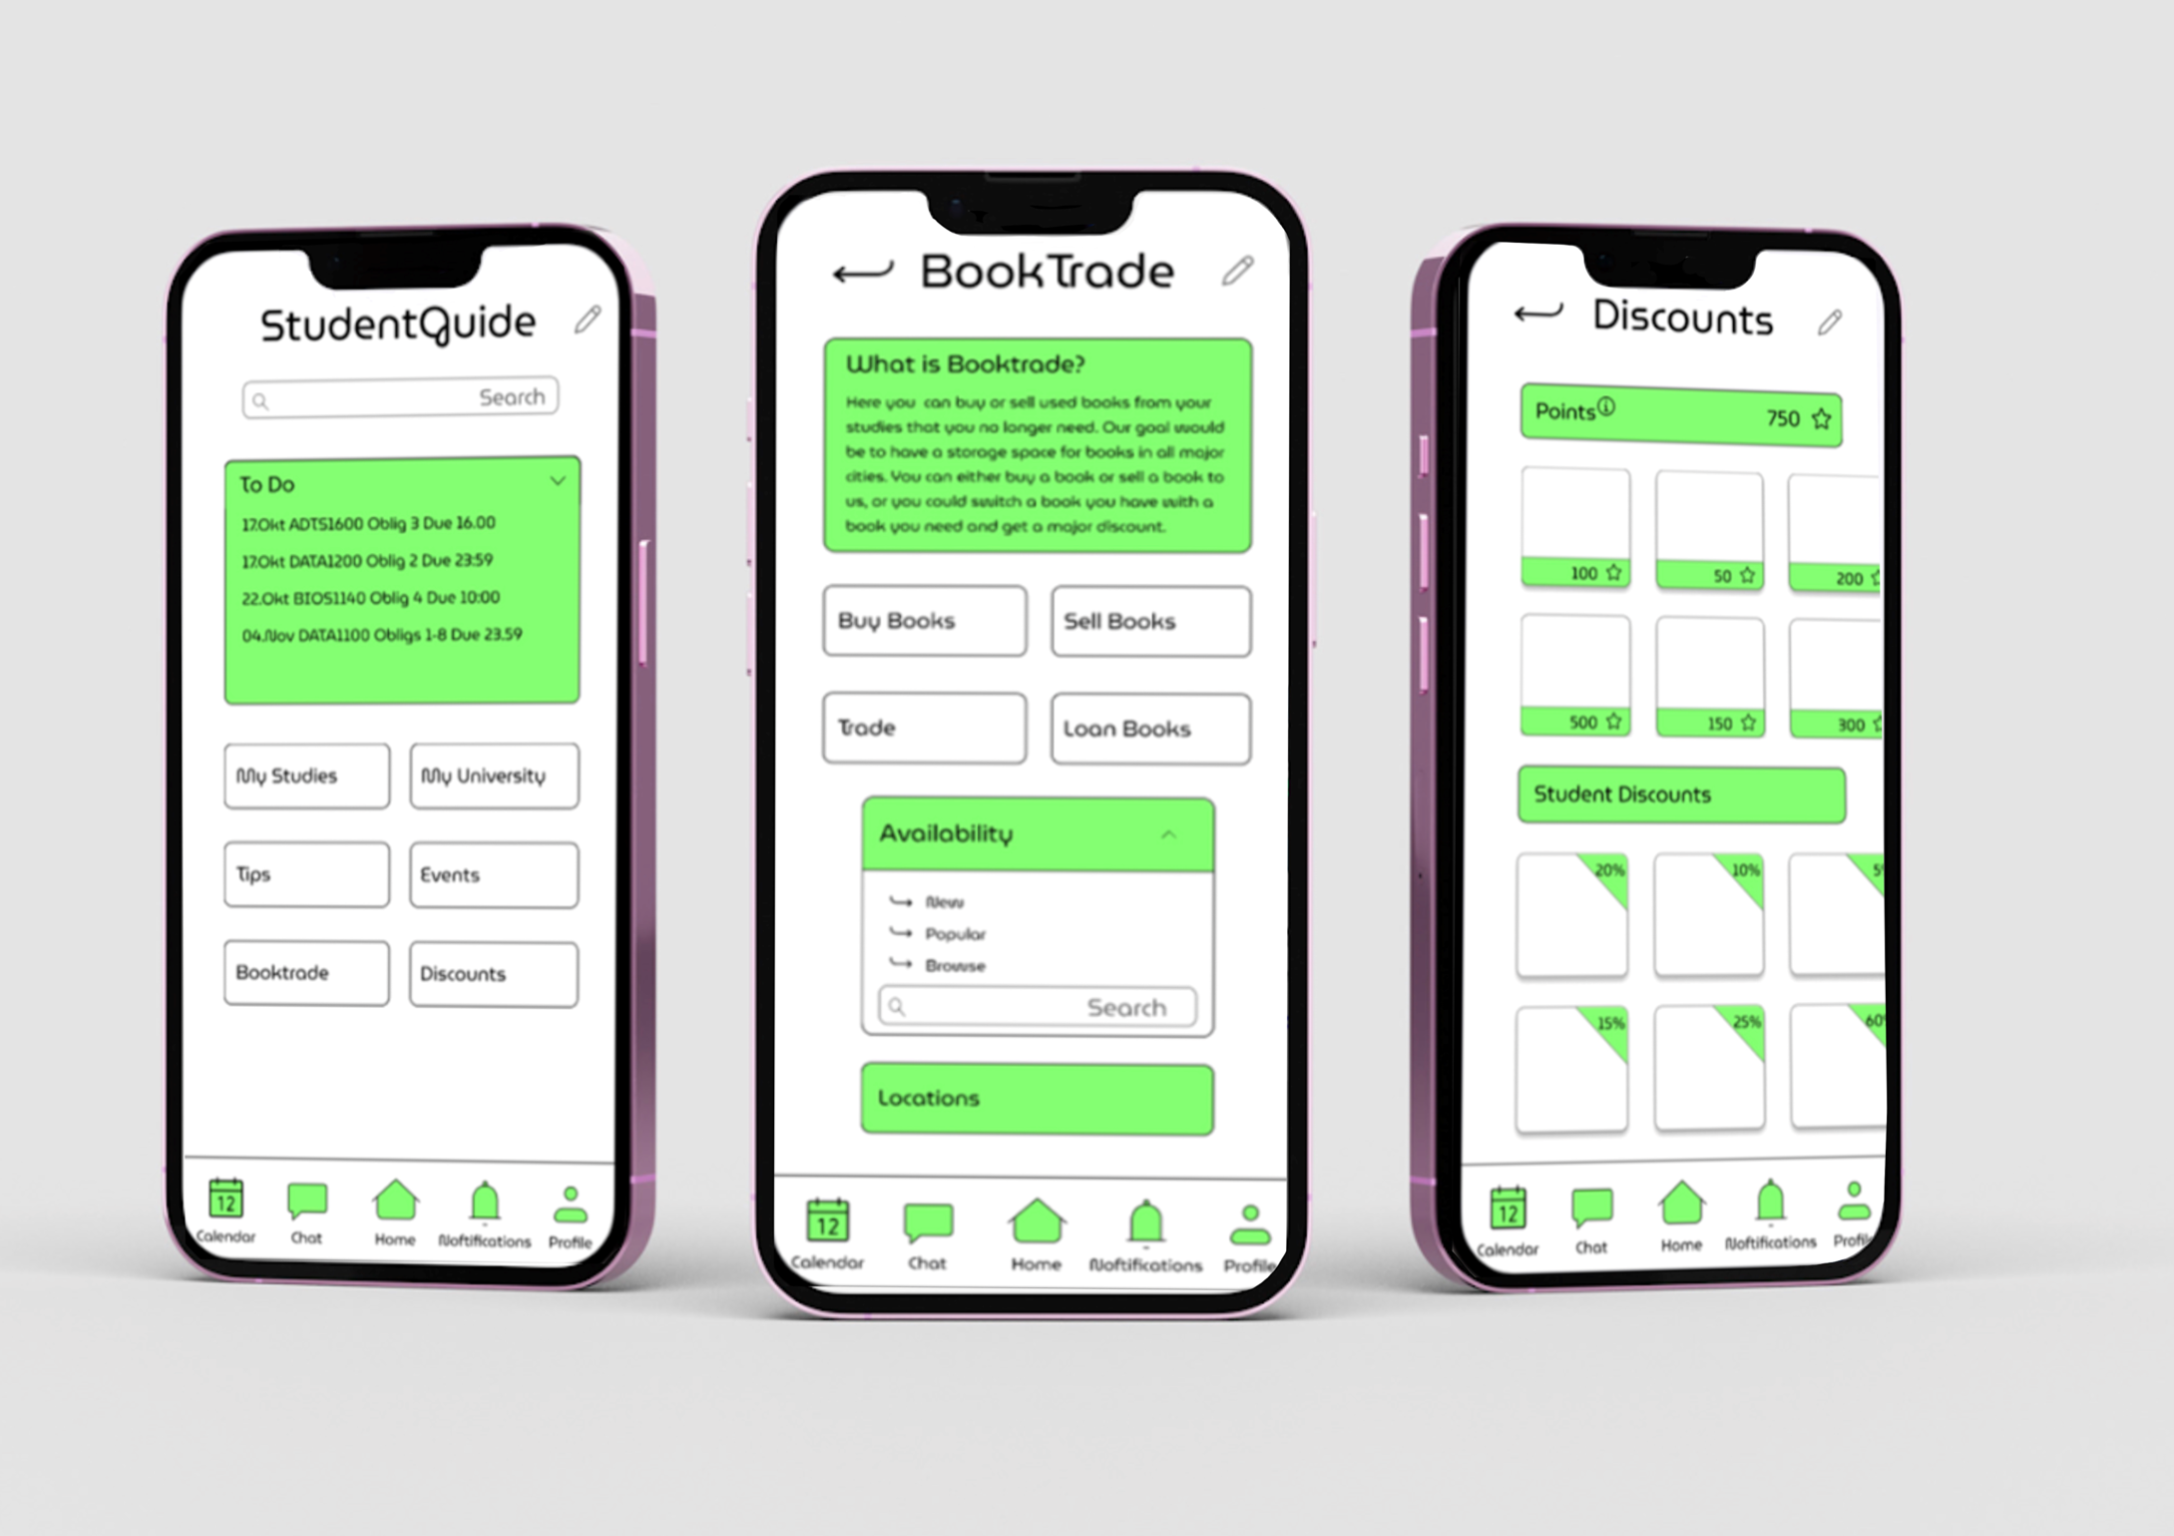 StudentGuide
Search
To Do
17.Okt ADTS1600 Oblig 3 Due 16.00
17.Okt DATA1200 Oblig 2 Due 23:59
22.Okt BIOS1140 Oblig 4 Due 10:00
04.Nov DATA1100 Obligs 1-8 Due 23.59
My Studies
My University
Tips
Events
Booktrade
Discounts
12
Calendar
Chat
Home
Noftifications
Profile
BookTrade
What is Booktrade?
Here you can buy or sell used books from your
studies that you no longer need. Our goal would
be to have a storage space for books in all major
cities. You can either buy a book or sell a book to
us, or you could switch a book you have with a
book you need and get a major discount.
Buy Books
Sell Books
Trade
Loan Books
Availability
New
Popular
Browse
Search
Locations
12
Calendar
Chat
Home
Noftifications
Profile
Discounts
Points
750
100
50
200
500
150
300
Student Discounts
20%
10%
5%
15%
25%
60%
12
Calendar
Chat
Home
Noftifications
Profile